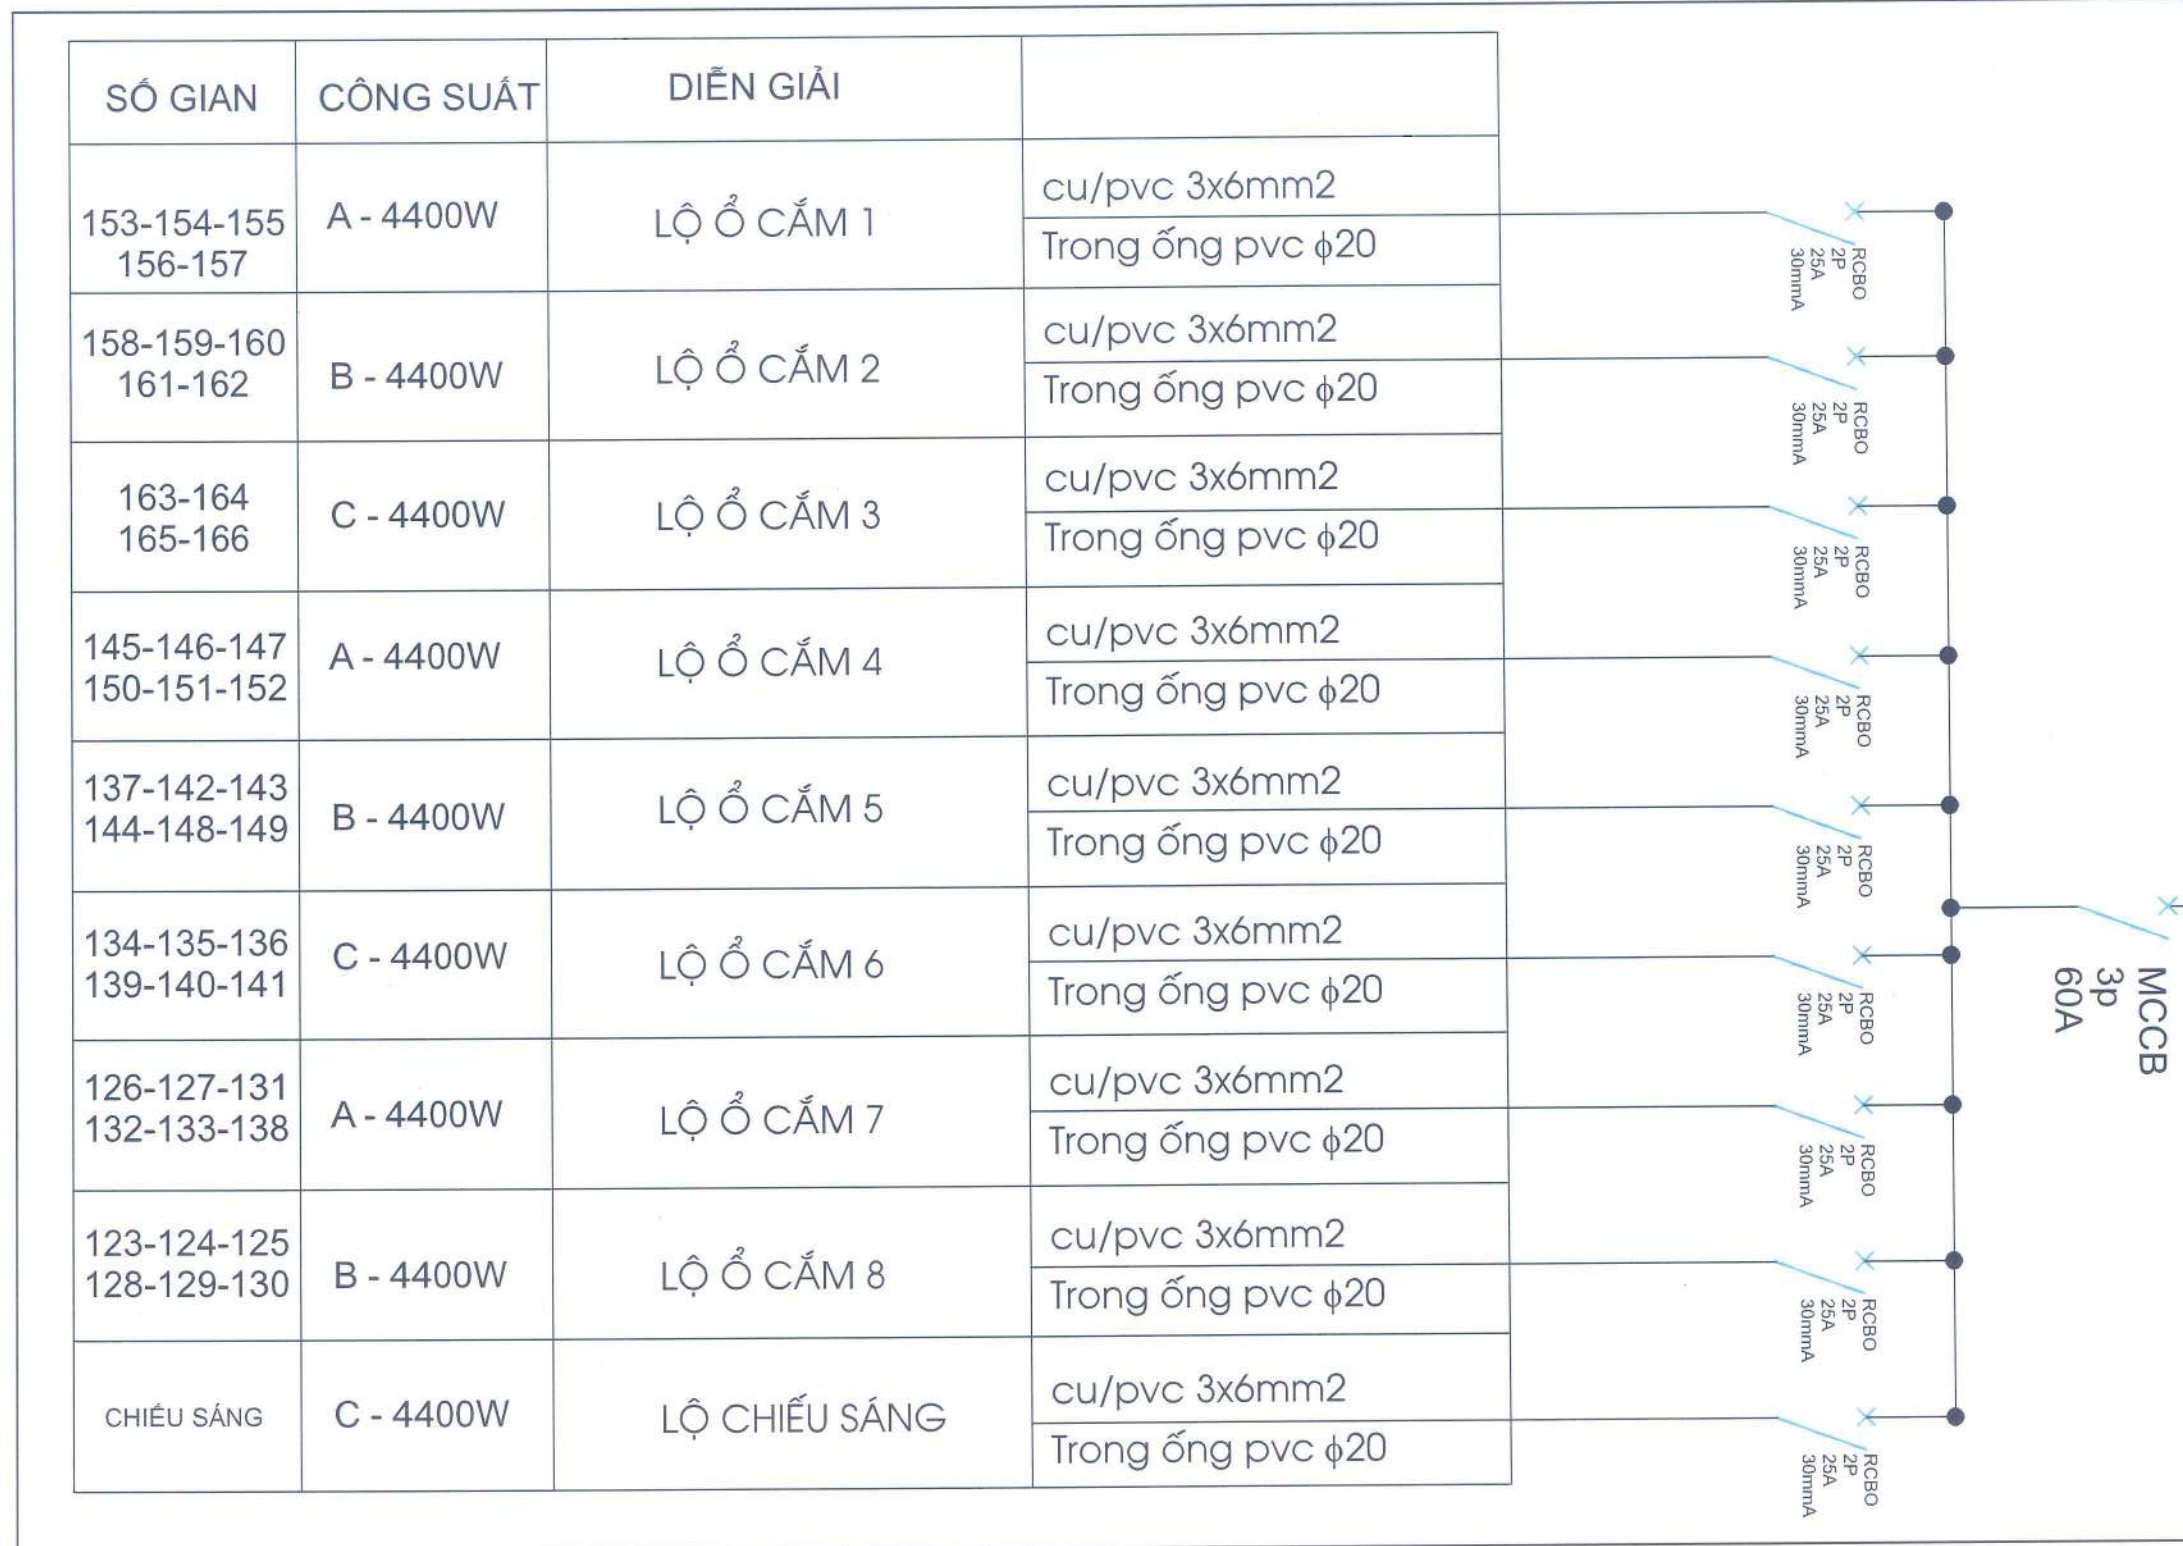 SỐ GIAN
CÔNG SUẤT
DIỄN GIẢI
153-154-155
156-157
A - 4400W
LỘ Ổ CẮM 1
cu/pvc 3x6mm2
Trong ống pvc ϕ20
RCBO
2P
25A
30mmA
158-159-160
161-162
B - 4400W
LỘ Ổ CẮM 2
cu/pvc 3x6mm2
Trong ống pvc ϕ20
RCBO
2P
25A
30mmA
163-164
165-166
C - 4400W
LỘ Ổ CẮM 3
cu/pvc 3x6mm2
Trong ống pvc ϕ20
RCBO
2P
25A
30mmA
145-146-147
150-151-152
A - 4400W
LỘ Ổ CẮM 4
cu/pvc 3x6mm2
Trong ống pvc ϕ20
RCBO
2P
25A
30mmA
137-142-143
144-148-149
B - 4400W
LỘ Ổ CẮM 5
cu/pvc 3x6mm2
Trong ống pvc ϕ20
RCBO
2P
25A
30mmA
134-135-136
139-140-141
C - 4400W
LỘ Ổ CẮM 6
cu/pvc 3x6mm2
Trong ống pvc ϕ20
RCBO
2P
25A
30mmA
MCCB
3p
60A
126-127-131
132-133-138
A - 4400W
LỘ Ổ CẮM 7
cu/pvc 3x6mm2
Trong ống pvc ϕ20
RCBO
2P
25A
30mmA
123-124-125
128-129-130
B - 4400W
LỘ Ổ CẮM 8
cu/pvc 3x6mm2
Trong ống pvc ϕ20
RCBO
2P
25A
30mmA
CHIẾU SÁNG
C - 4400W
LỘ CHIẾU SÁNG
cu/pvc 3x6mm2
Trong ống pvc ϕ20
RCBO
2P
25A
30mmA